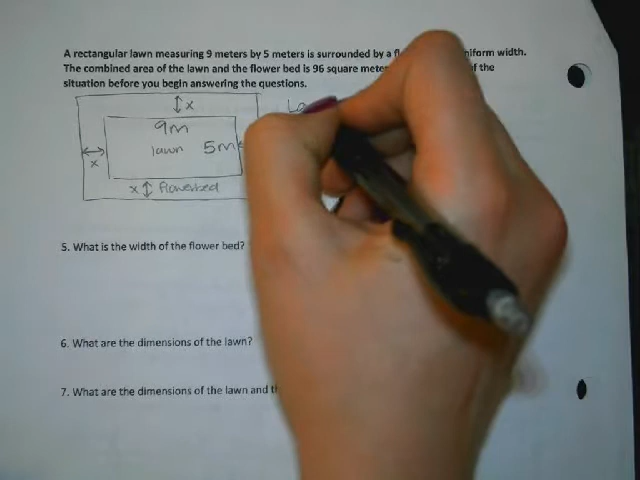 A rectangular lawn measuring 9 meters by 5 meters is surrounded by a width.
The combined area of the lawn and the flower bed is 96 square the
situation before you begin answering the questions.
x
9m
lawn 5m
x
x flowerbed
5. What is the width of the flower bed?
6. What are the dimensions of the lawn?
7. What are the dimensions of the lawn and